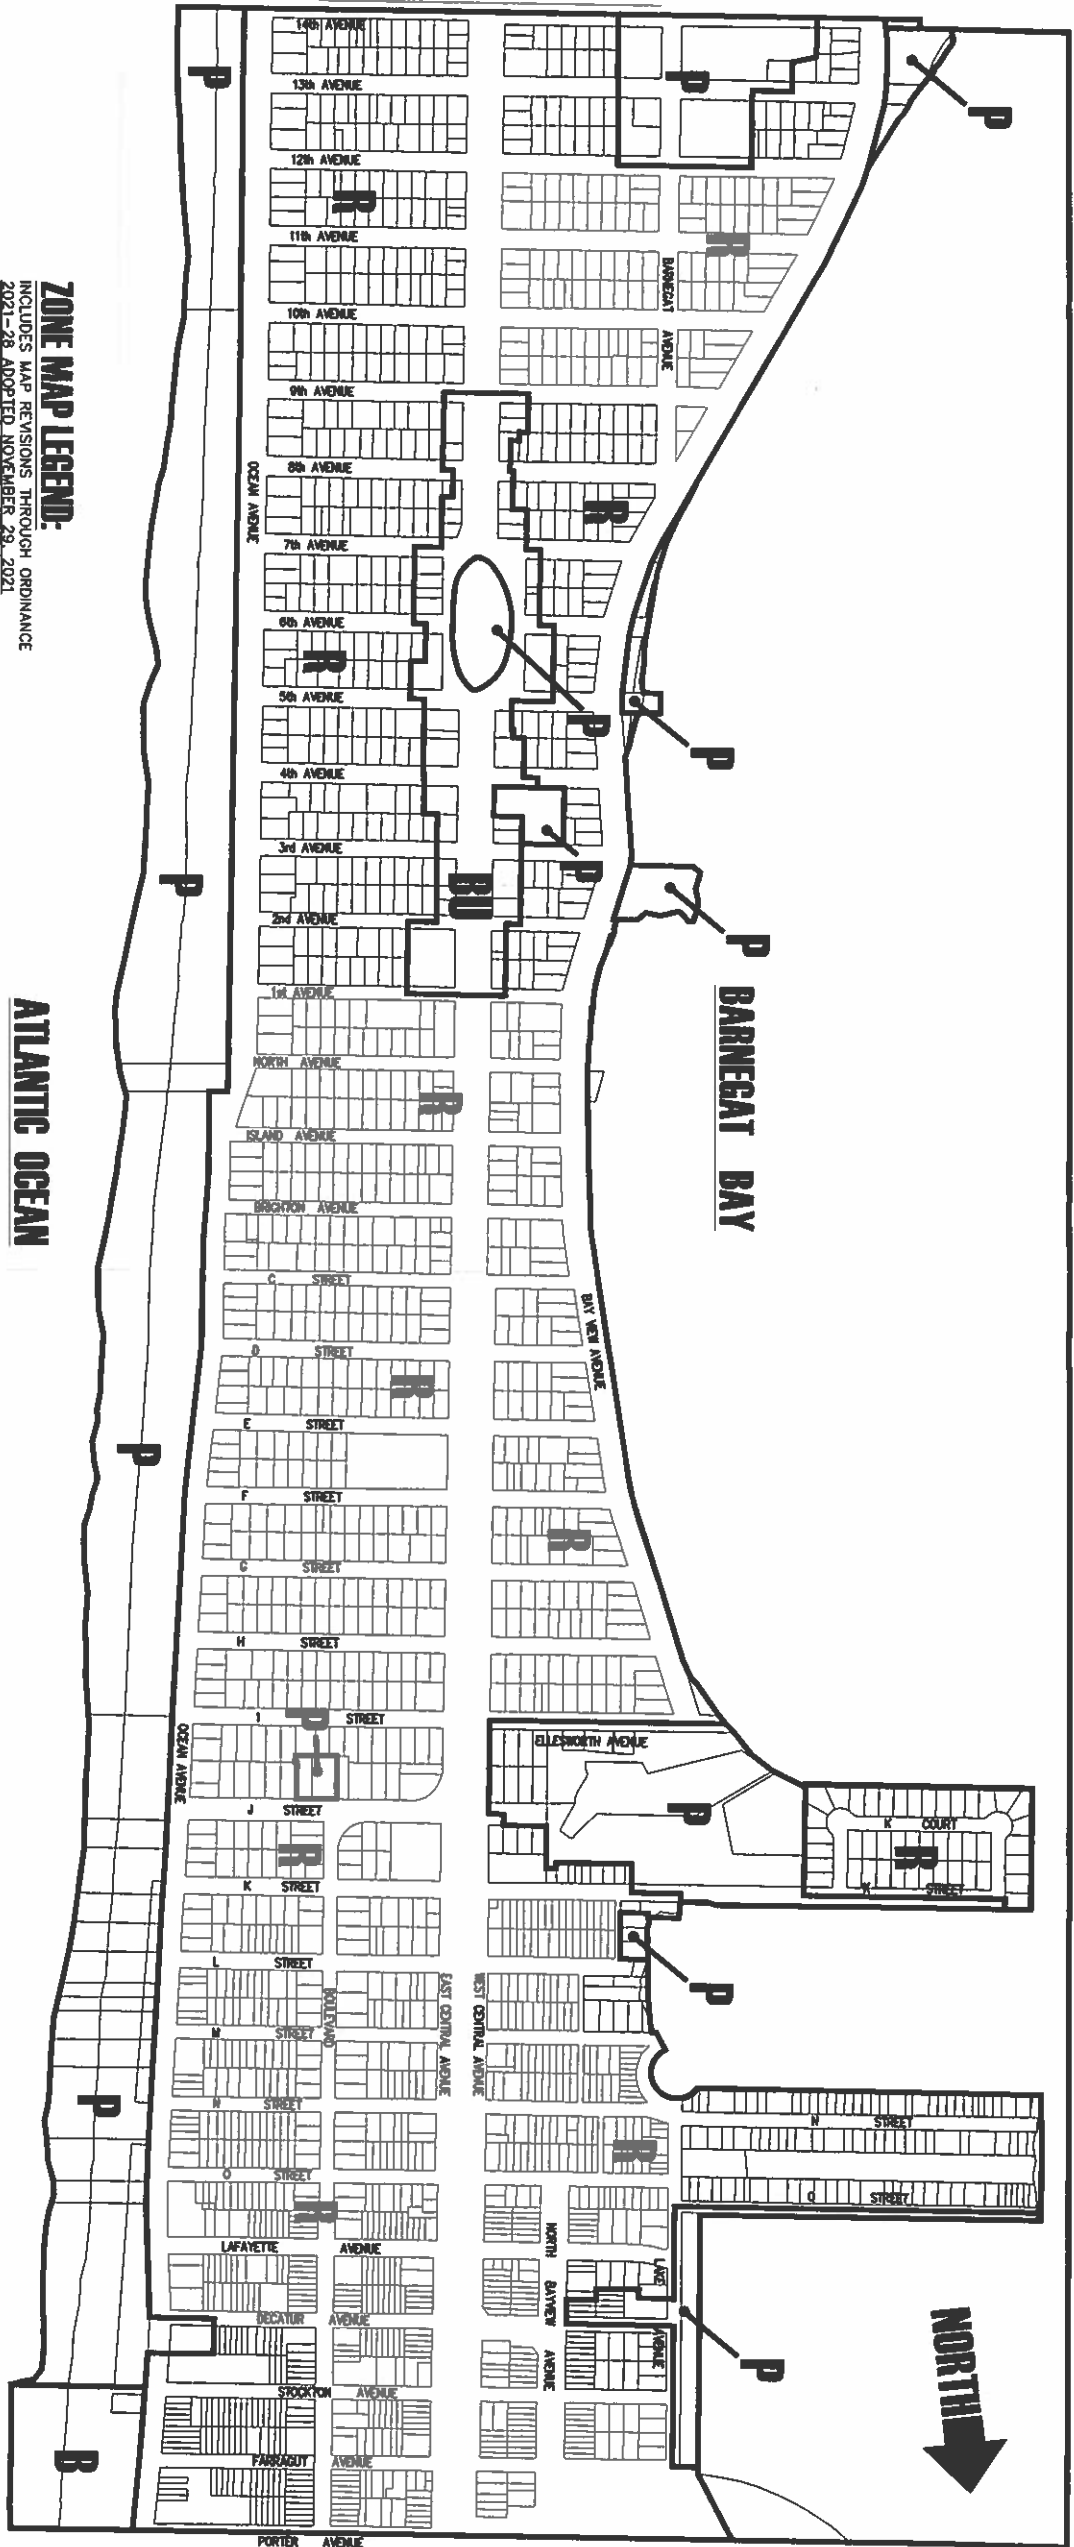 14th AVENUE
P
P
P
13th AVENUE
P
12th AVENUE
R
11th AVENUE
R
BARNEGAT AVENUE
10th AVENUE
9th AVENUE
8th AVENUE
OCEAN AVENUE
R
7th AVENUE
6th AVENUE
R
5th AVENUE
P
P
4th AVENUE
3rd AVENUE
P
P
BU
2nd AVENUE
P
1st AVENUE
ZONE MAP LEGEND:
INCLUDES MAP REVISIONS THROUGH ORDINANCE
2021-28 ADOPTED NOVEMBER 29, 2021
BARNEGAT BAY
ATLANTIC OCEAN
NORTH AVENUE
R
ISLAND AVENUE
BRIGHTON AVENUE
C STREET
BAY VIEW AVENUE
D STREET
R
E STREET
P
F STREET
R
G STREET
H STREET
I STREET
P
ELLESWORTH AVENUE
OCEAN AVENUE
J STREET
P
K COURT
R
R
K STREET
K STREET
L STREET
P
BOULEVARD
EAST CENTRAL AVENUE
WEST CENTRAL AVENUE
M STREET
P
N STREET
N STREET
R
O STREET
O STREET
R
LAFAYETTE AVENUE
NORTH BAYVIEW AVENUE
LAKE AVENUE
DECATUR AVENUE
P
NORTH
STOCKTON AVENUE
FARRAGUT AVENUE
B
PORTER AVENUE